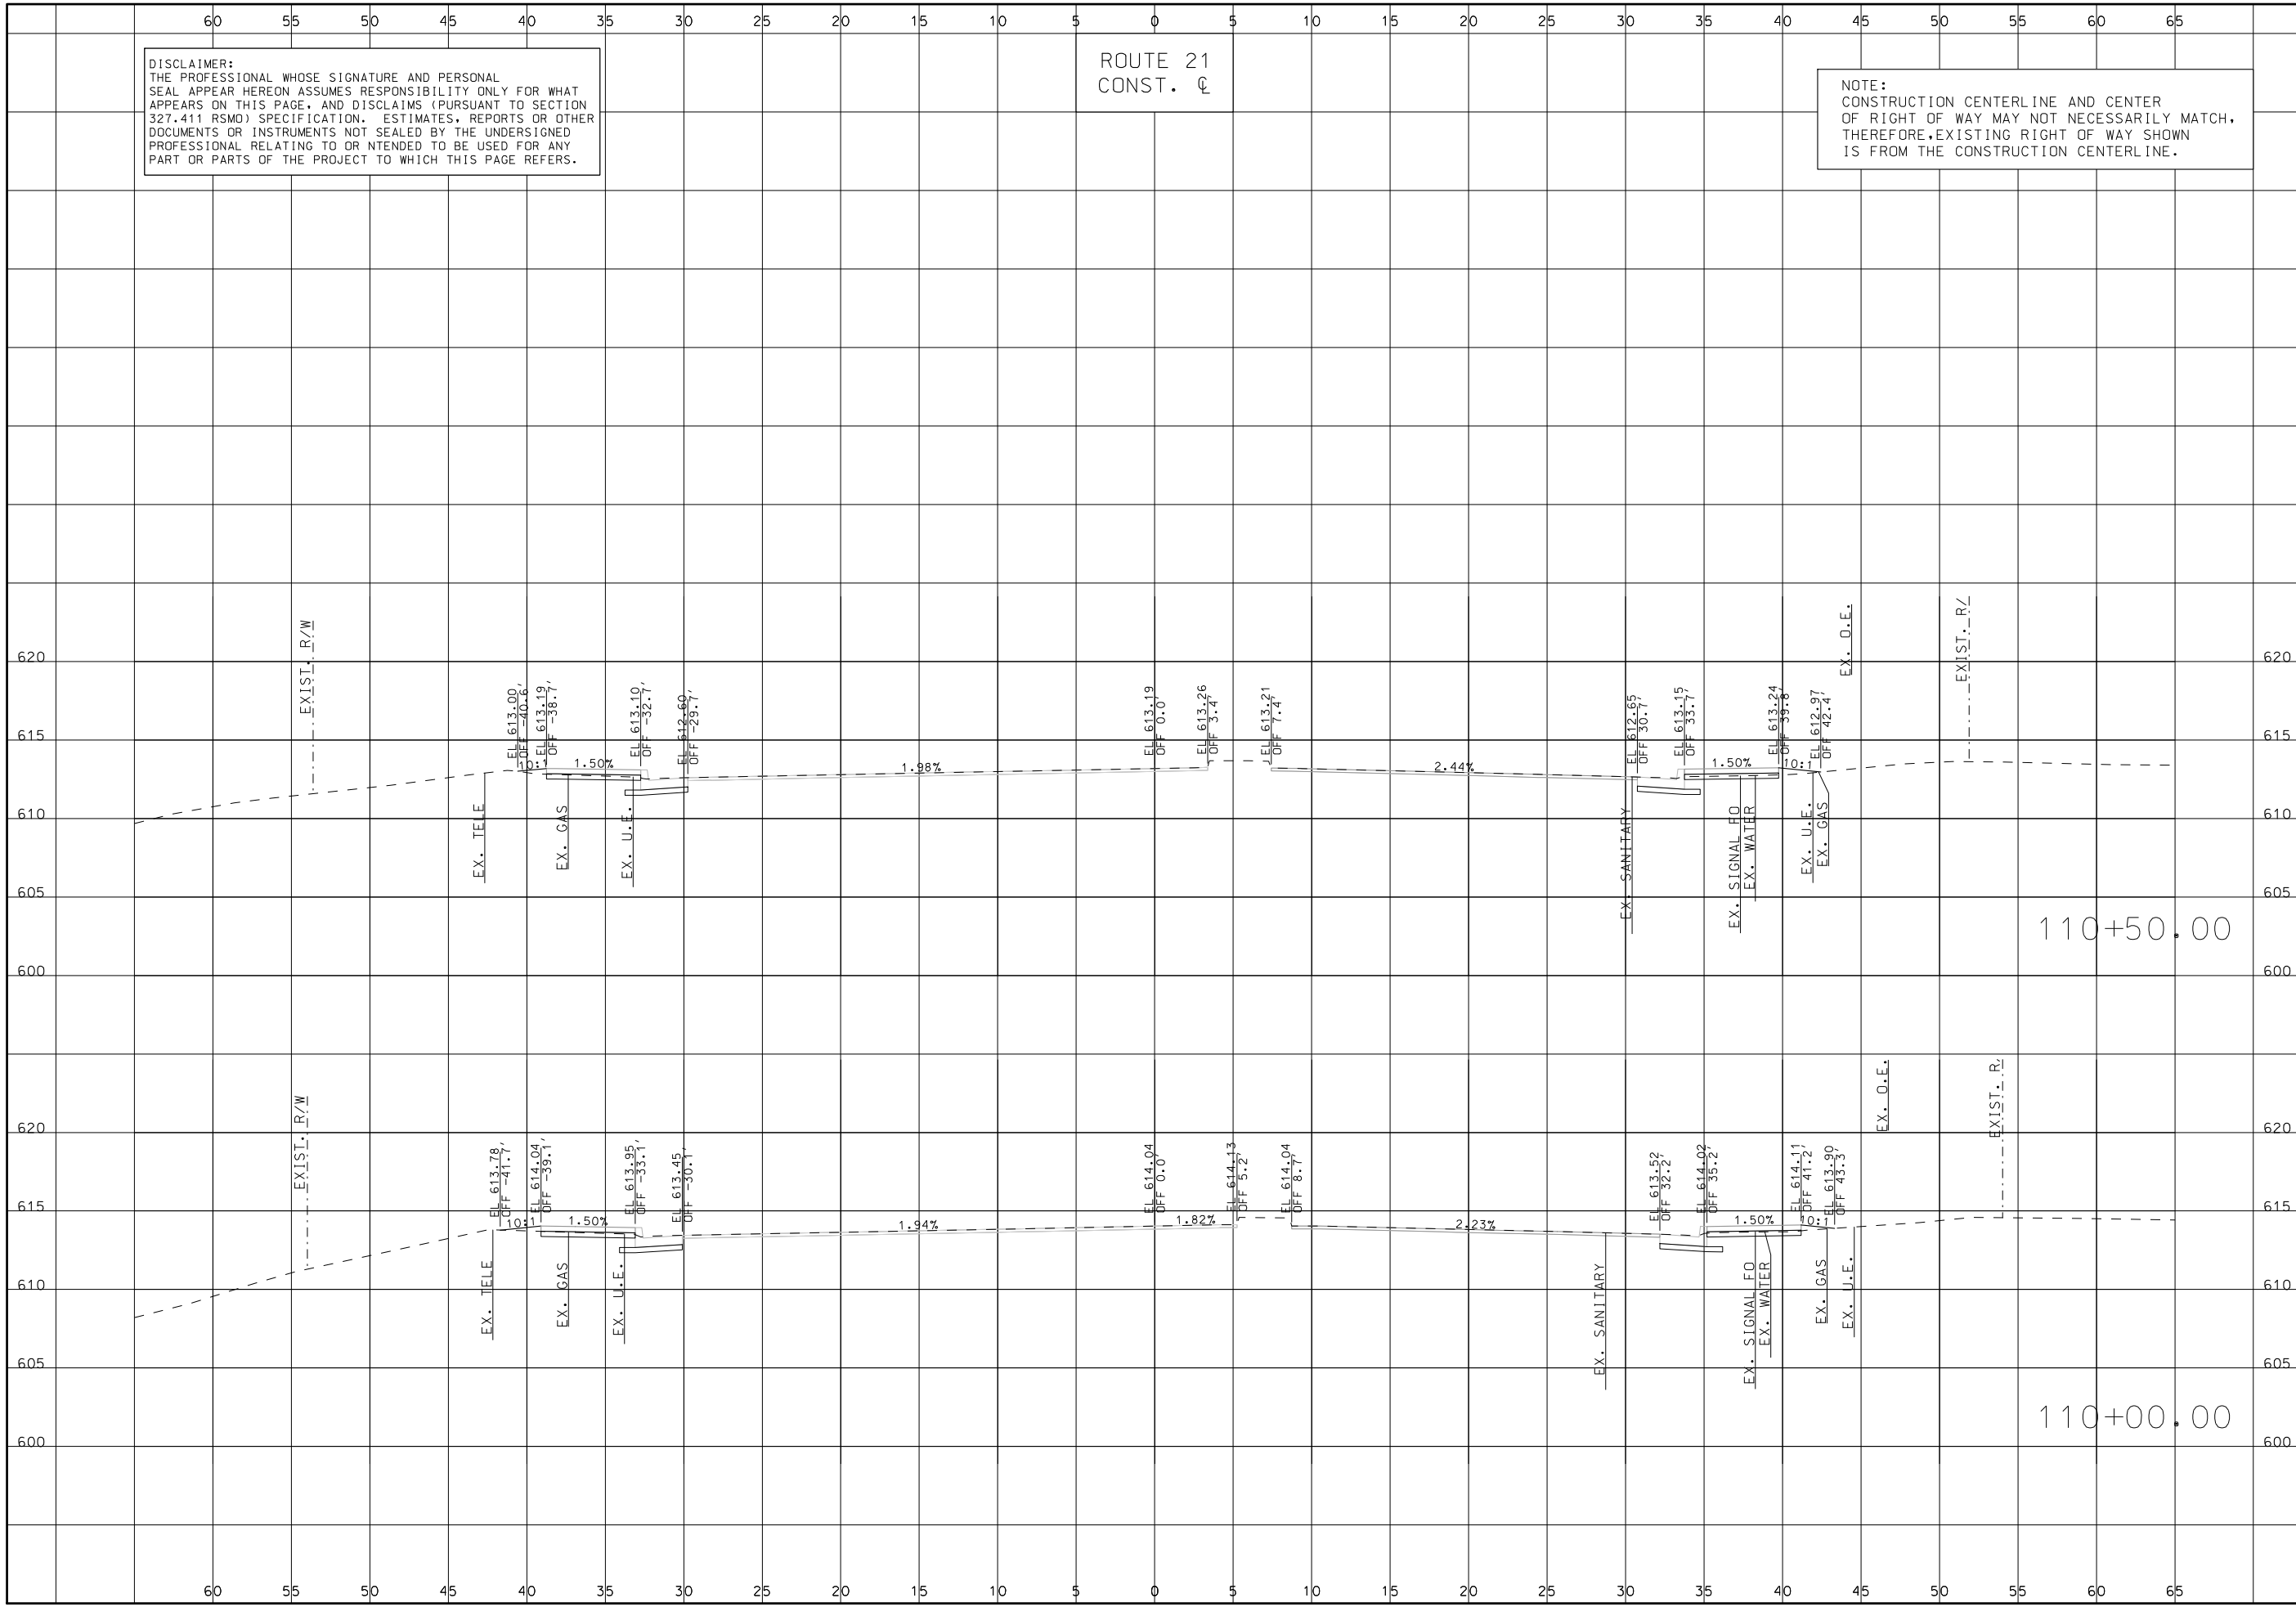 60 55 50 45 40 35 30 25 20 15 10 5 0 5 10 15 20 25 30 35 40 45 50 55 60 65
DISCLAIMER:
THE PROFESSIONAL WHOSE SIGNATURE AND PERSONAL
SEAL APPEAR HEREON ASSUMES RESPONSIBILITY ONLY FOR WHAT
APPEARS ON THIS PAGE, AND DISCLAIMS (PURSUANT TO SECTION
327.411 RSMO) SPECIFICATION. ESTIMATES, REPORTS OR OTHER
DOCUMENTS OR INSTRUMENTS NOT SEALED BY THE UNDERSIGNED
PROFESSIONAL RELATING TO OR NTENDED TO BE USED FOR ANY
PART OR PARTS OF THE PROJECT TO WHICH THIS PAGE REFERS.
ROUTE 21
CONST. ℄
NOTE:
CONSTRUCTION CENTERLINE AND CENTER
OF RIGHT OF WAY MAY NOT NECESSARILY MATCH,
THEREFORE,EXISTING RIGHT OF WAY SHOWN
IS FROM THE CONSTRUCTION CENTERLINE.
EXIST. R/W
EX. O.E.
EXIST. R/
620 620
EL 613.00
OFF -40.6'
EL 613.19
OFF -38.7'
EL 613.10
OFF -32.7'
EL 612.60
OFF -29.7'
EL 613.19
OFF 0.0'
EL 613.26
OFF 3.4'
EL 613.21
OFF 7.4'
EL 612.65
OFF 30.7'
EL 613.15
OFF 33.7'
EL 613.24
OFF 39.8'
EL 612.97
OFF 42.4'
615 615
10:1 1.50% 1.98% 2.44% 1.50% 10:1
610 610
EX. TELE
EX. GAS
EX. U.E.
EX. SANITARY
EX. SIGNAL FO
EX. WATER
EX. U.E.
EX. GAS
605 605
110+50.00
600 600
EXIST. R/W
EX. O.E.
EXIST. R/
620 620
EL 613.78
OFF -41.7'
EL 614.04
OFF -39.1'
EL 613.95
OFF -33.1'
EL 613.45
OFF -30.1'
EL 614.04
OFF 0.0'
EL 614.13
OFF 5.2'
EL 614.04
OFF 8.7'
EL 613.52
OFF 32.2'
EL 614.02
OFF 35.2'
EL 614.11
OFF 41.2'
EL 613.90
OFF 43.3'
615 615
10:1 1.50% 1.94% 1.82% 2.23% 1.50% 10:1
610 610
EX. TELE
EX. GAS
EX. U.E.
EX. SANITARY
EX. SIGNAL FO
EX. WATER
EX. GAS
EX. U.E.
605 605
110+00.00
600 600
60 55 50 45 40 35 30 25 20 15 10 5 0 5 10 15 20 25 30 35 40 45 50 55 60 65